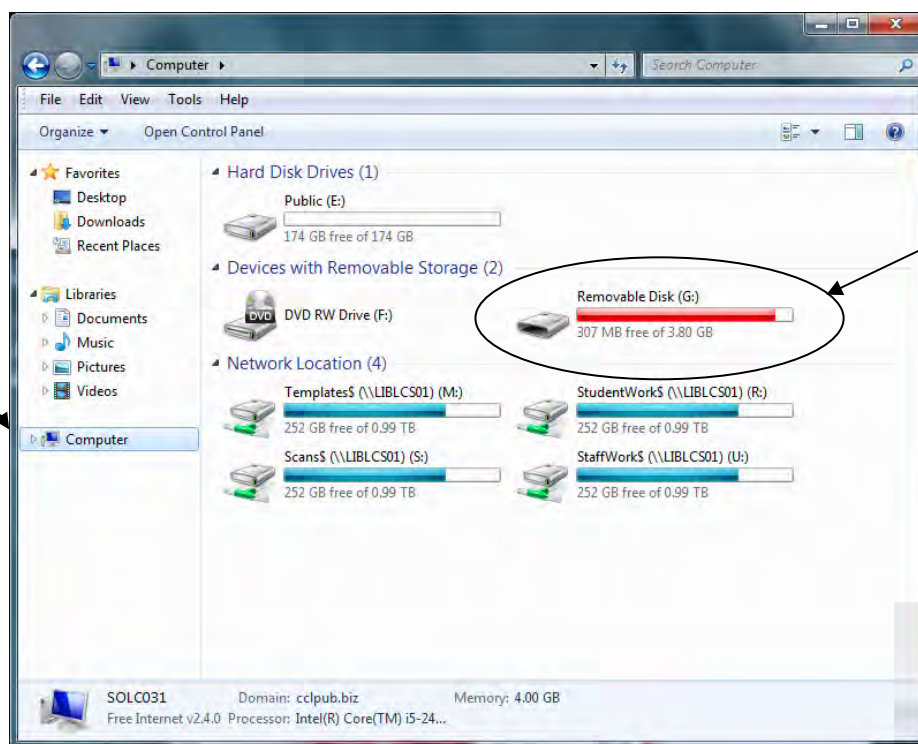 Computer
Search Computer
File Edit View Tools Help
Organize Open Control Panel
Favorites
Desktop
Downloads
Recent Places
Libraries
Documents
Music
Pictures
Videos
Computer
Hard Disk Drives (1)
Public (E:)
174 GB free of 174 GB
Devices with Removable Storage (2)
DVD
DVD RW Drive (F:)
Removable Disk (G:)
307 MB free of 3.80 GB
Network Location (4)
Templates$ (\\LIBLCS01) (M:)
252 GB free of 0.99 TB
StudentWork$ (\\LIBLCS01) (R:)
252 GB free of 0.99 TB
Scans$ (\\LIBLCS01) (S:)
252 GB free of 0.99 TB
StaffWork$ (\\LIBLCS01) (U:)
252 GB free of 0.99 TB
SOLC031 Domain: cclpub.biz Memory: 4.00 GB
Free Internet v2.4.0 Processor: Intel(R) Core(TM) i5-24...